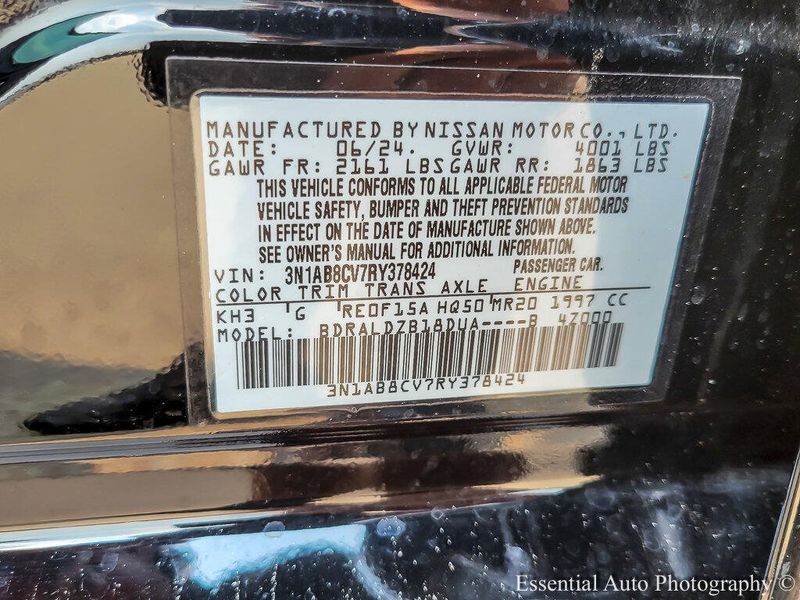 MANUFACTURED BY NISSAN MOTOR CO., LTD.
DATE: 06/24. GVWR: 4001 LBS
GAWR FR: 2161 LBS GAWR RR: 1863 LBS
THIS VEHICLE CONFORMS TO ALL APPLICABLE FEDERAL MOTOR
VEHICLE SAFETY, BUMPER AND THEFT PREVENTION STANDARDS
IN EFFECT ON THE DATE OF MANUFACTURE SHOWN ABOVE.
SEE OWNER'S MANUAL FOR ADDITIONAL INFORMATION.
VIN: 3N1AB8CV7RY378424 PASSENGER CAR.
COLOR TRIM TRANS AXLE ENGINE
KH3 G RE0F15A HQ50 MR20 1997 CC
MODEL: BDRALDZB18DUA----B 4Z000
3N1AB8CV7RY378424
Essential Auto Photography ©